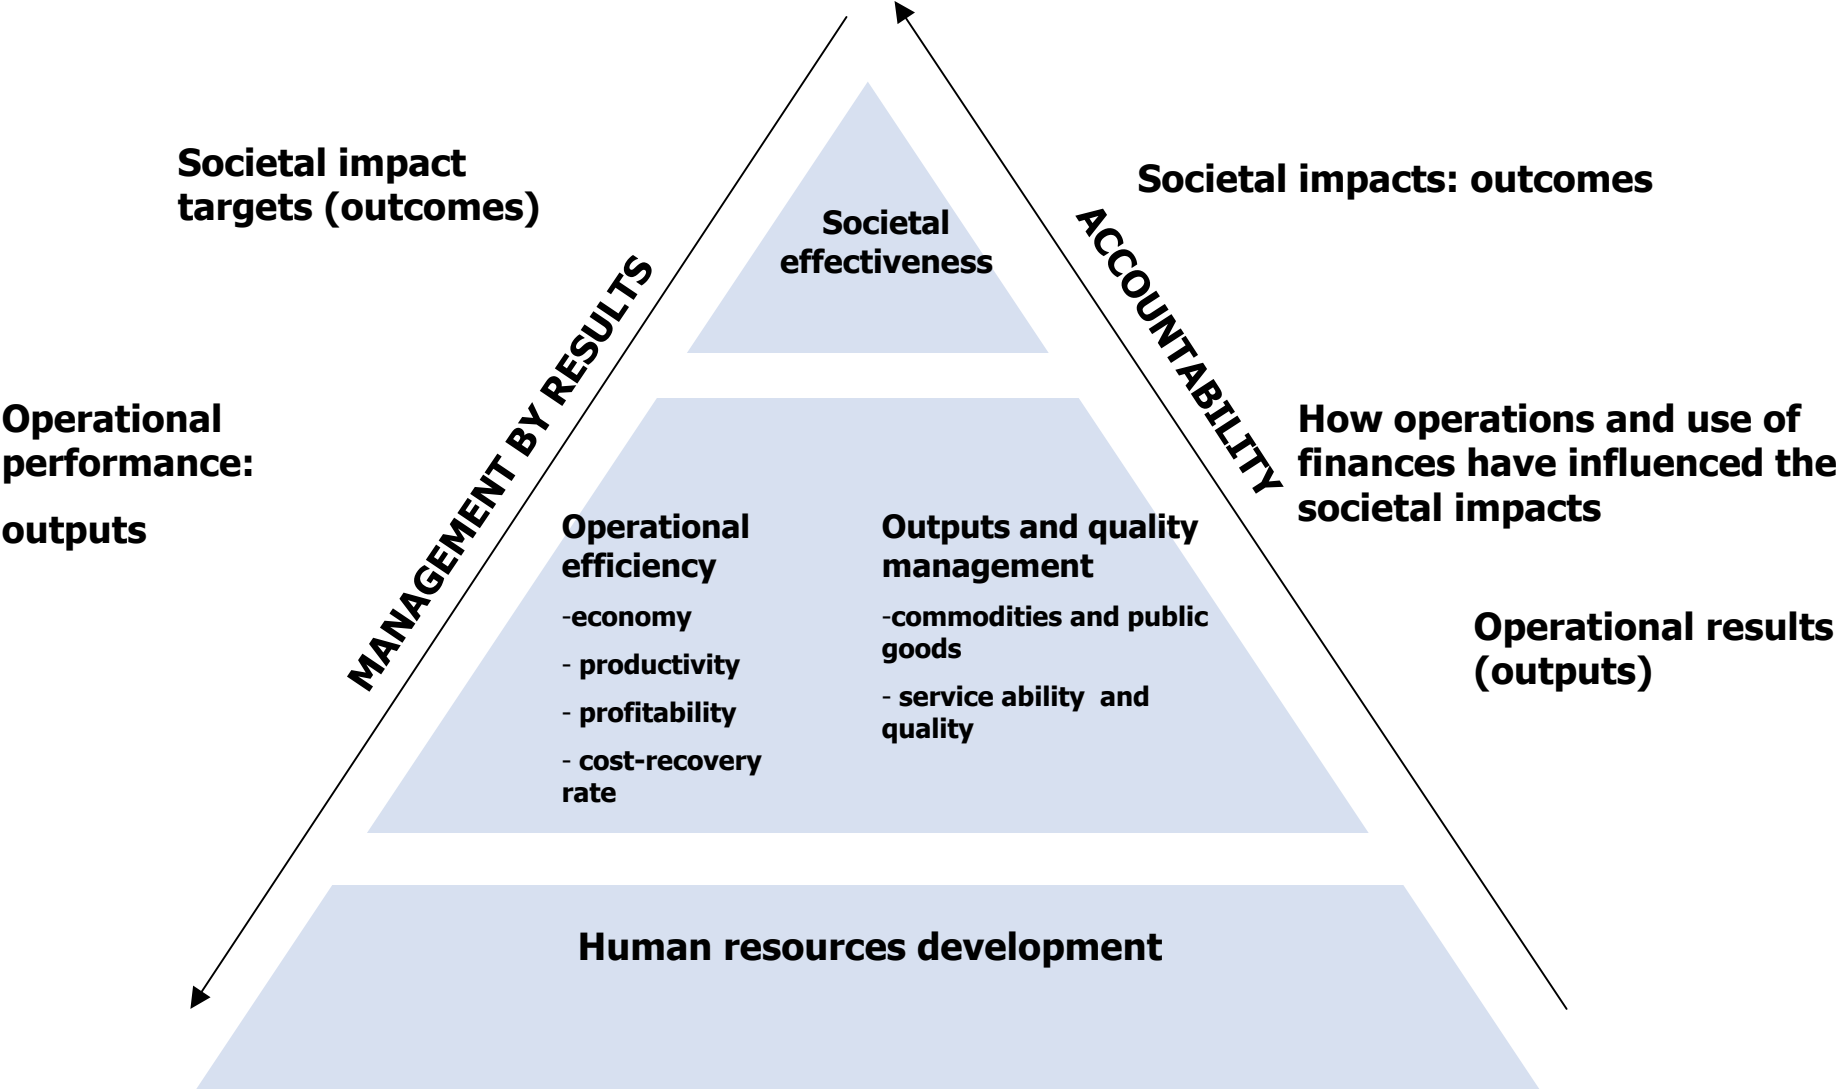 Societal impact
targets (outcomes)
Societal impacts: outcomes
Societal
effectiveness
MANAGEMENT BY RESULTS
ACCOUNTABILITY
Operational
performance:
outputs
How operations and use of
finances have influenced the
societal impacts
Operational
efficiency
-economy
- productivity
- profitability
- cost-recovery
rate
Outputs and quality
management
-commodities and public
goods
- service ability  and
quality
Operational results
(outputs)
Human resources development